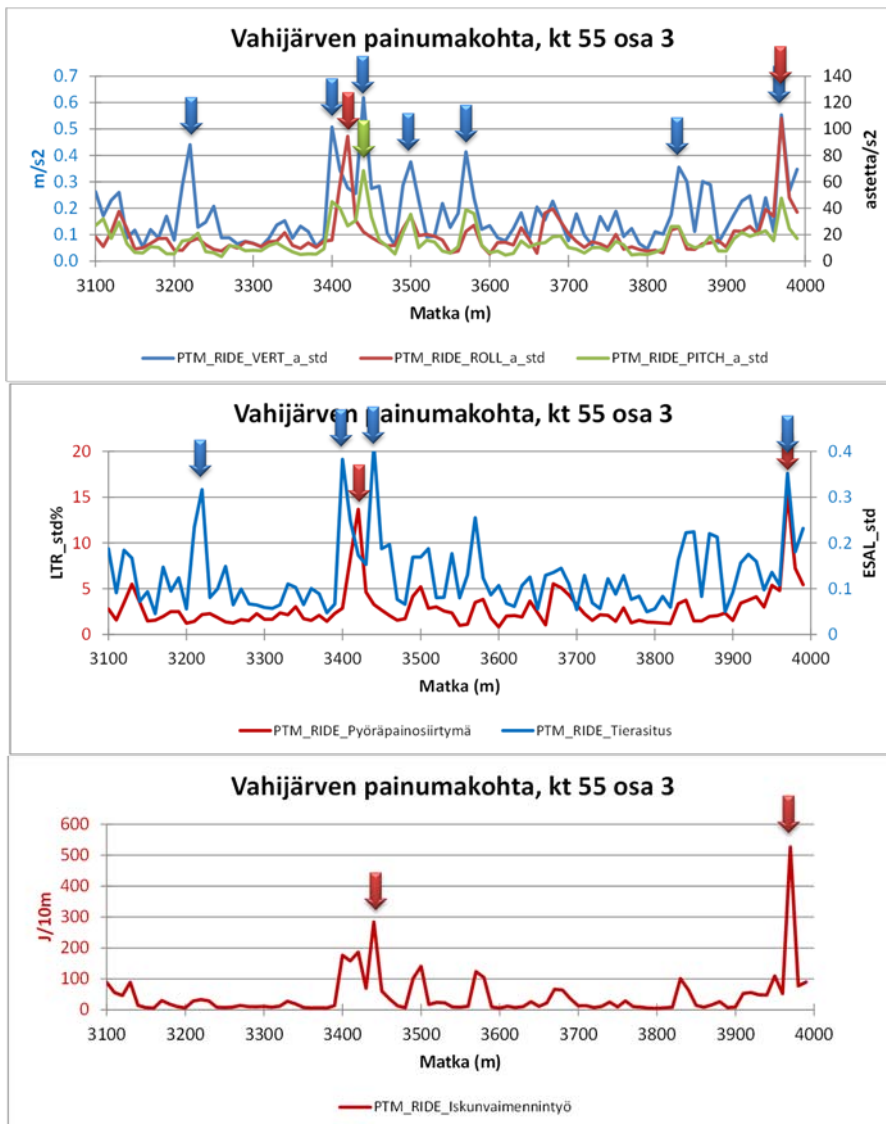 Vahijärven painumakohta, kt 55 osa 3
m/s2
0.7
0.6
0.5
0.4
0.3
0.2
0.1
0.0
140
120
100
80
60
40
20
0
astetta/s2
3100 3200 3300 3400 3500 3600 3700 3800 3900 4000
Matka (m)
PTM_RIDE_VERT_a_std PTM_RIDE_ROLL_a_std PTM_RIDE_PITCH_a_std
Vahijärven painumakohta, kt 55 osa 3
LTR_std%
20
15
10
5
0
0.4
0.3
0.2
0.1
0
ESAL_std
3100 3200 3300 3400 3500 3600 3700 3800 3900 4000
Matka (m)
PTM_RIDE_Pyöräpainosiirtymä PTM_RIDE_Tierasitus
Vahijärven painumakohta, kt 55 osa 3
J/10m
600
500
400
300
200
100
0
3100 3200 3300 3400 3500 3600 3700 3800 3900 4000
Matka (m)
PTM_RIDE_Iskunvaimennintyö